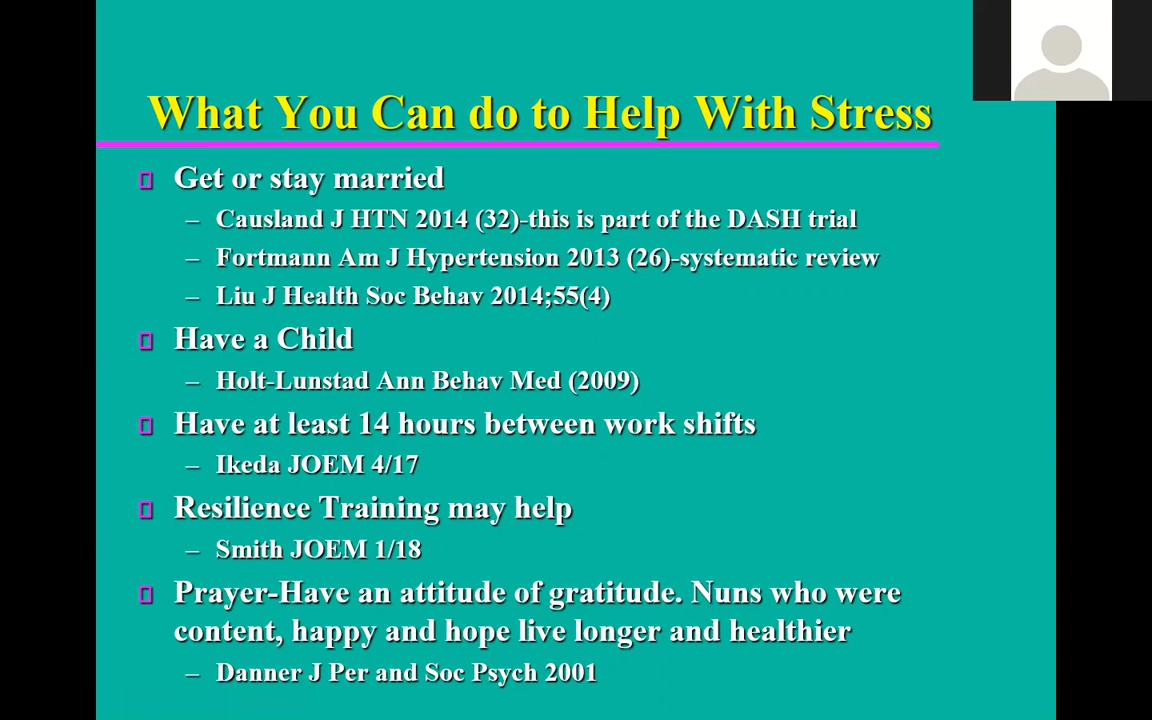 What You Can do to Help With Stress
Get or stay married
– Causland J HTN 2014 (32)-this is part of the DASH trial
– Fortmann Am J Hypertension 2013 (26)-systematic review
– Liu J Health Soc Behav 2014;55(4)
Have a Child
– Holt-Lunstad Ann Behav Med (2009)
Have at least 14 hours between work shifts
– Ikeda JOEM 4/17
Resilience Training may help
– Smith JOEM 1/18
Prayer-Have an attitude of gratitude. Nuns who were
content, happy and hope live longer and healthier
– Danner J Per and Soc Psych 2001